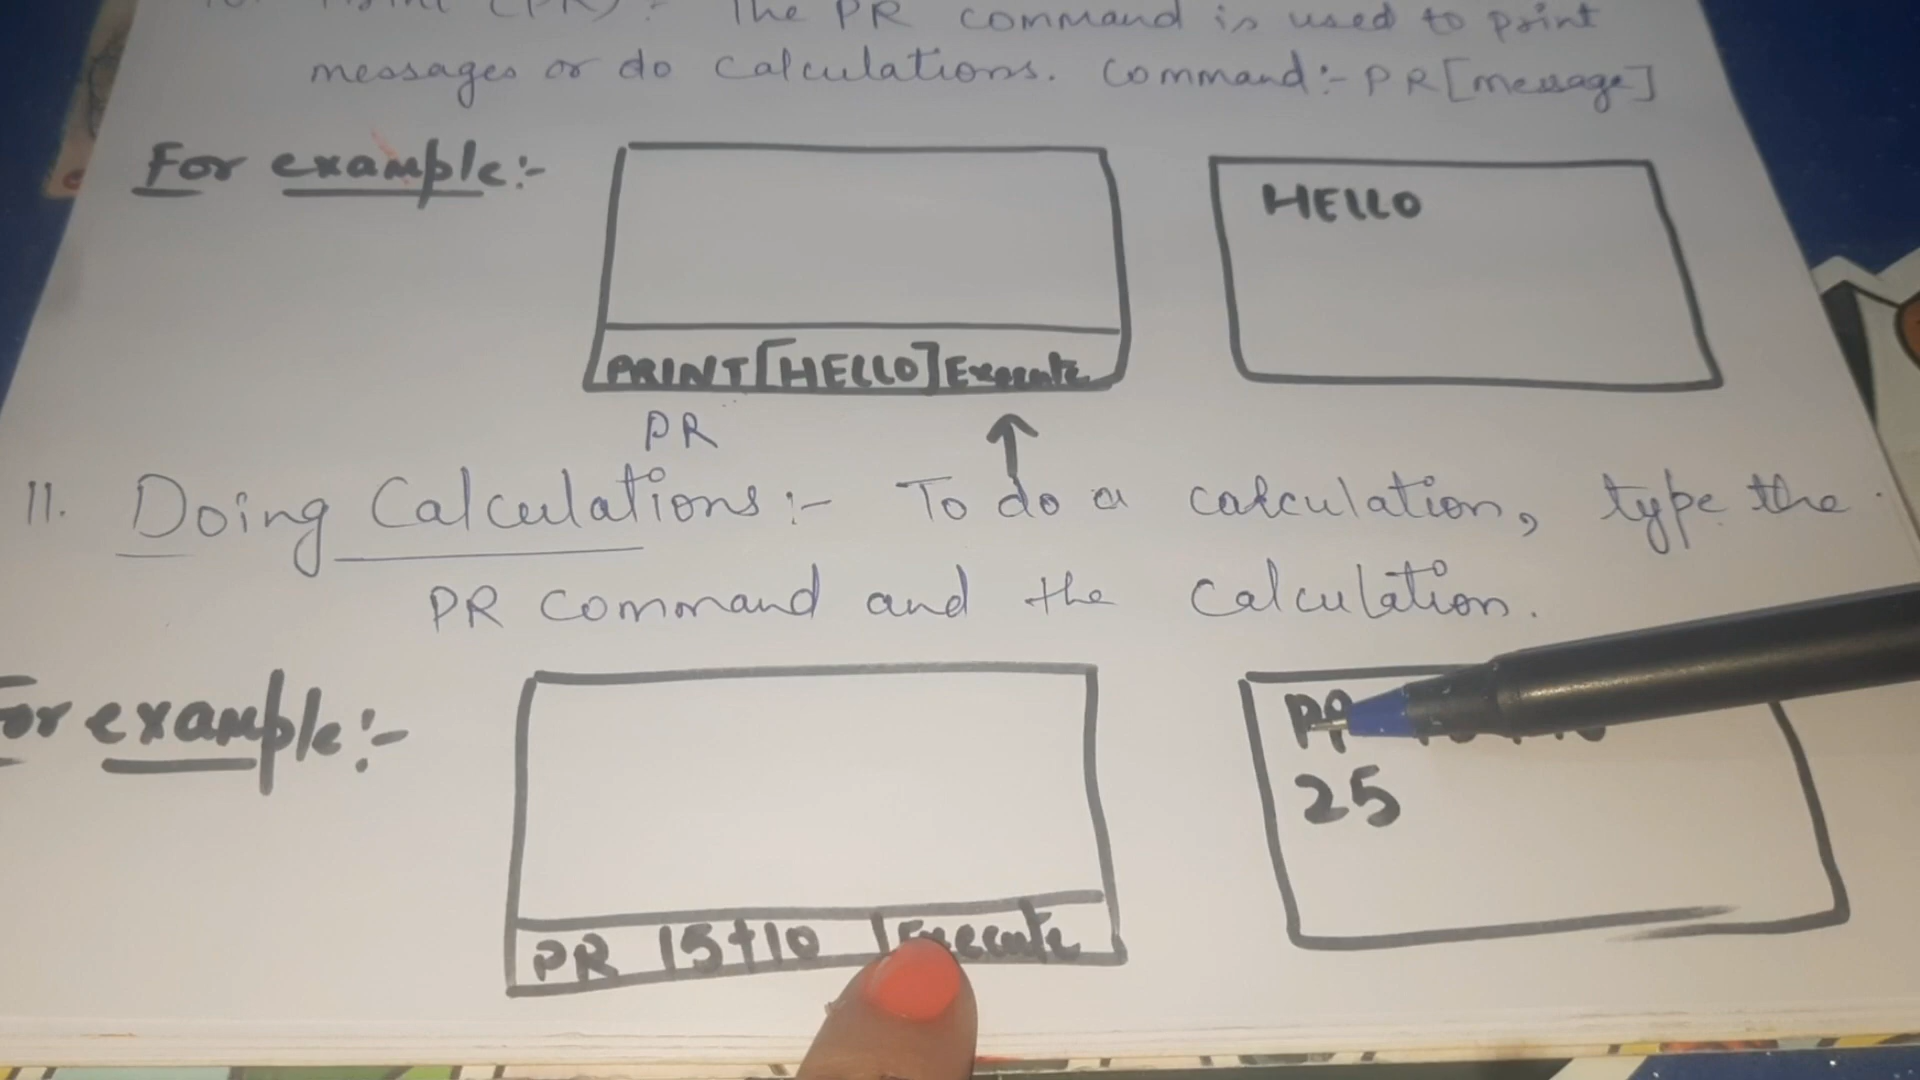 The PR command is used to print
messages or do calculations. Command:- PR[message]
For example:-
HELLO
PRINT[HELLO]Execute
PR
11. Doing Calculations:- To do a calculation, type the
PR command and the calculation.
For example:-
25
PR 15+10 Execute